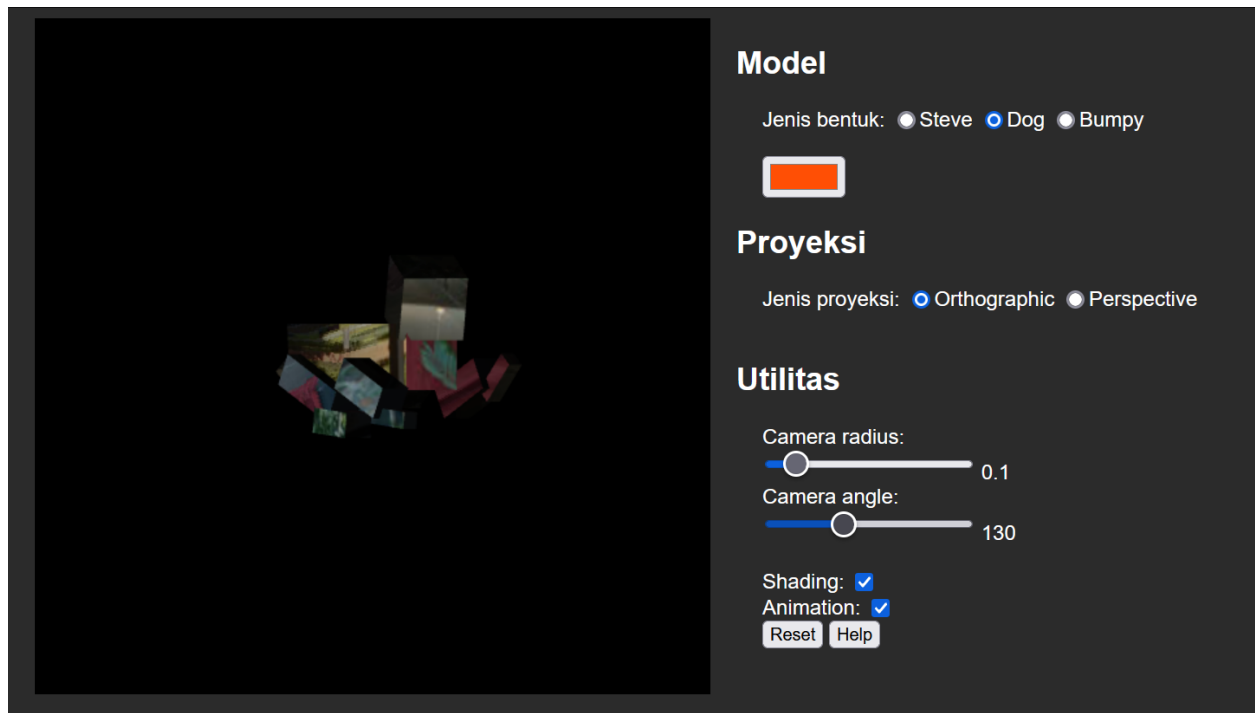 Model
Jenis bentuk: Steve Dog Bumpy
Proyeksi
Jenis proyeksi: Orthographic Perspective
Utilitas
Camera radius:
0.1
Camera angle:
130
Shading:
Animation:
Reset Help